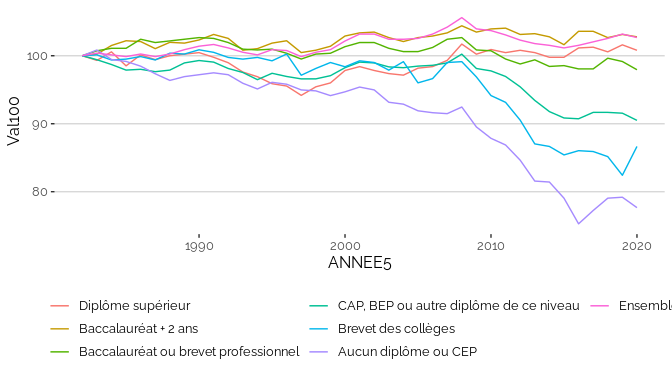 Val100
100
90
80
1990
2000
2010
2020
ANNEE5
Diplôme supérieur
CAP, BEP ou autre diplôme de ce niveau
Ensembl
Baccalauréat + 2 ans
Brevet des collèges
Baccalauréat ou brevet professionnel
Aucun diplôme ou CEP